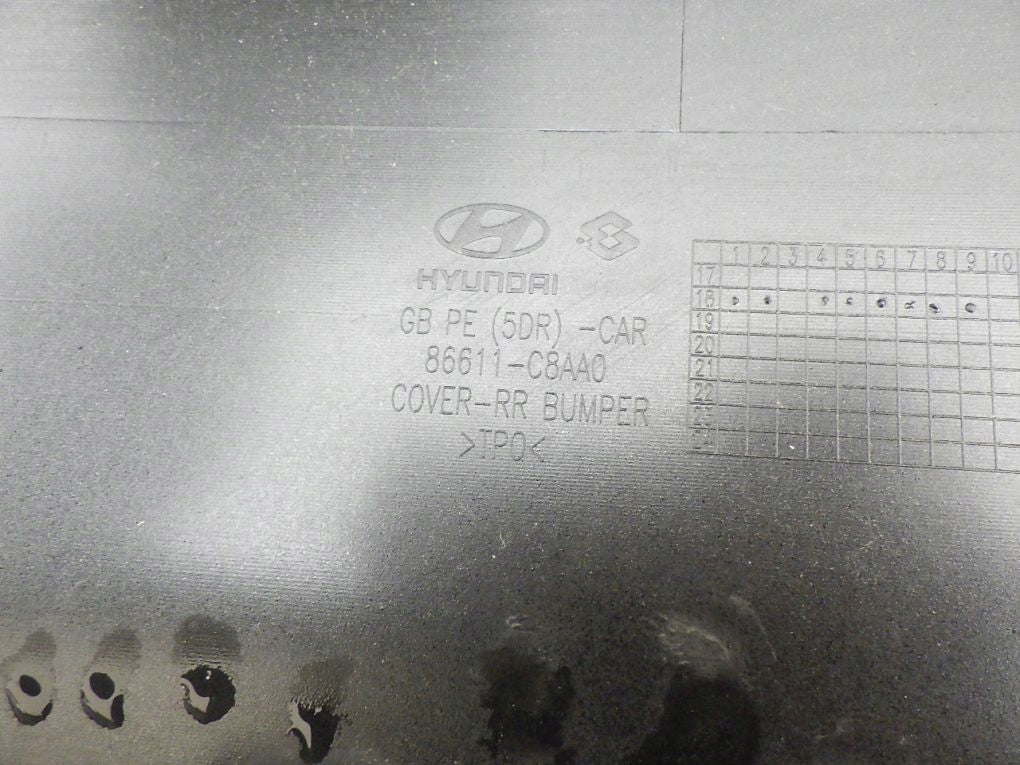 HYUNDAI
GB PE (5DR) -CAR
86611-C8AA0
COVER-RR BUMPER
>TPO<
1 2 3 4 5 6 7 8 9 10
17
18
19
20
21
22
23